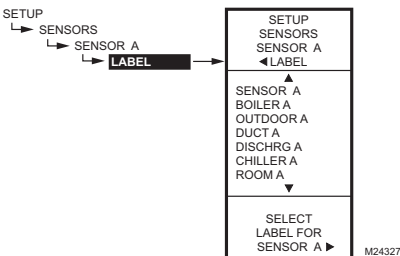 SETUP
SENSORS
SENSOR A
LABEL
SETUP
SENSORS
SENSOR A
◀LABEL
▲
SENSOR A
BOILER A
OUTDOOR A
DUCT A
DISCHRG A
CHILLER A
ROOM A
▼
SELECT
LABEL FOR
SENSOR A▶
M24327